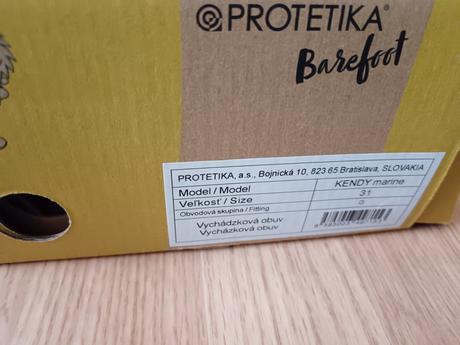 PROTETIKA®
Barefoot
PROTETIKA, a.s., Bojnická 10, 823 65 Bratislava, SLOVAKIA
Model / Model KENDY marine
Veľkosť / Size 31
Obvodová skupina / Fitting
Vychádzková obuv
Vycházková obuv